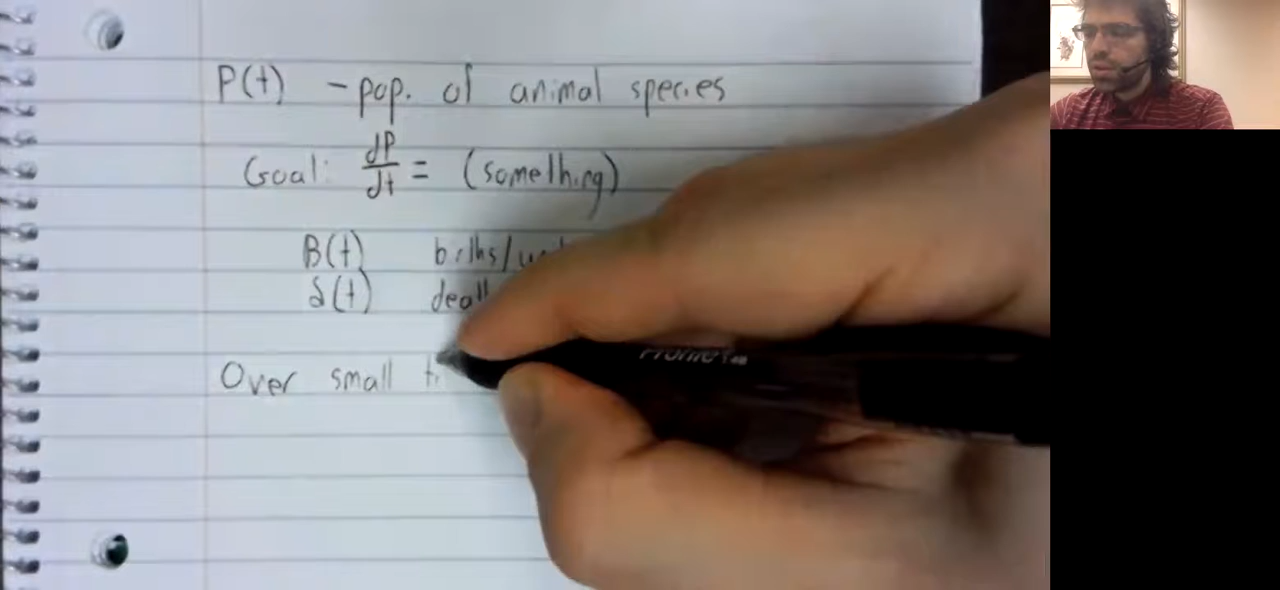 P(t) - pop. of animal species
Goal: dP/dt = (something)
B(t) births/
δ(t)
Over small